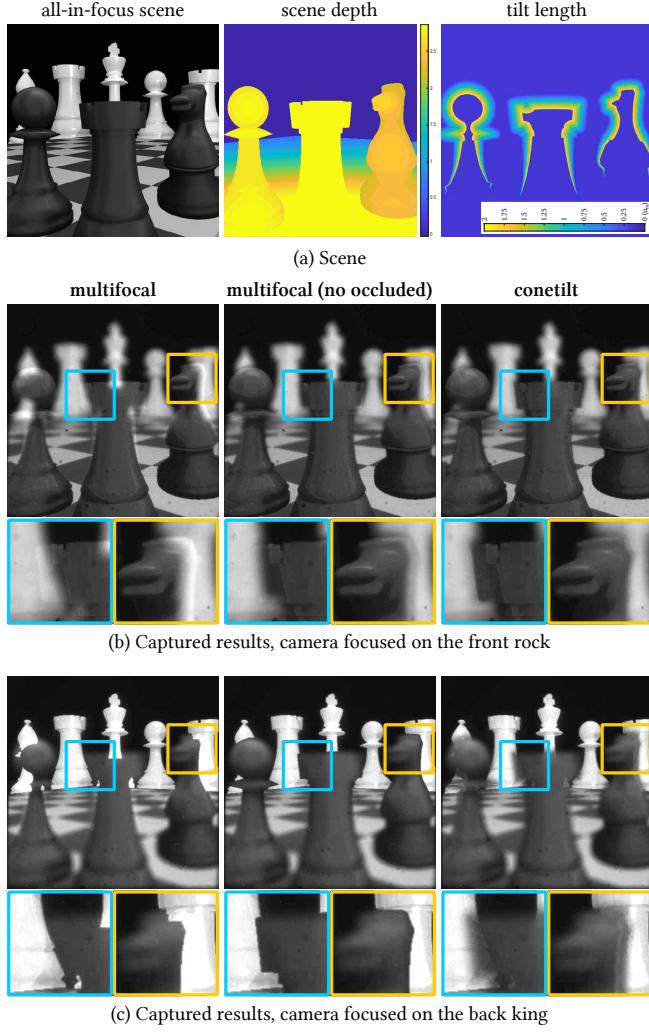 all-in-focus scene
scene depth
tilt length
2.5
2
1.5
1
0.5
0
2
1.75
1.5
1.25
1
0.75
0.5
0.25
(a) Scene
multifocal
multifocal (no occluded)
conetilt
(b) Captured results, camera focused on the front rock
(c) Captured results, camera focused on the back king